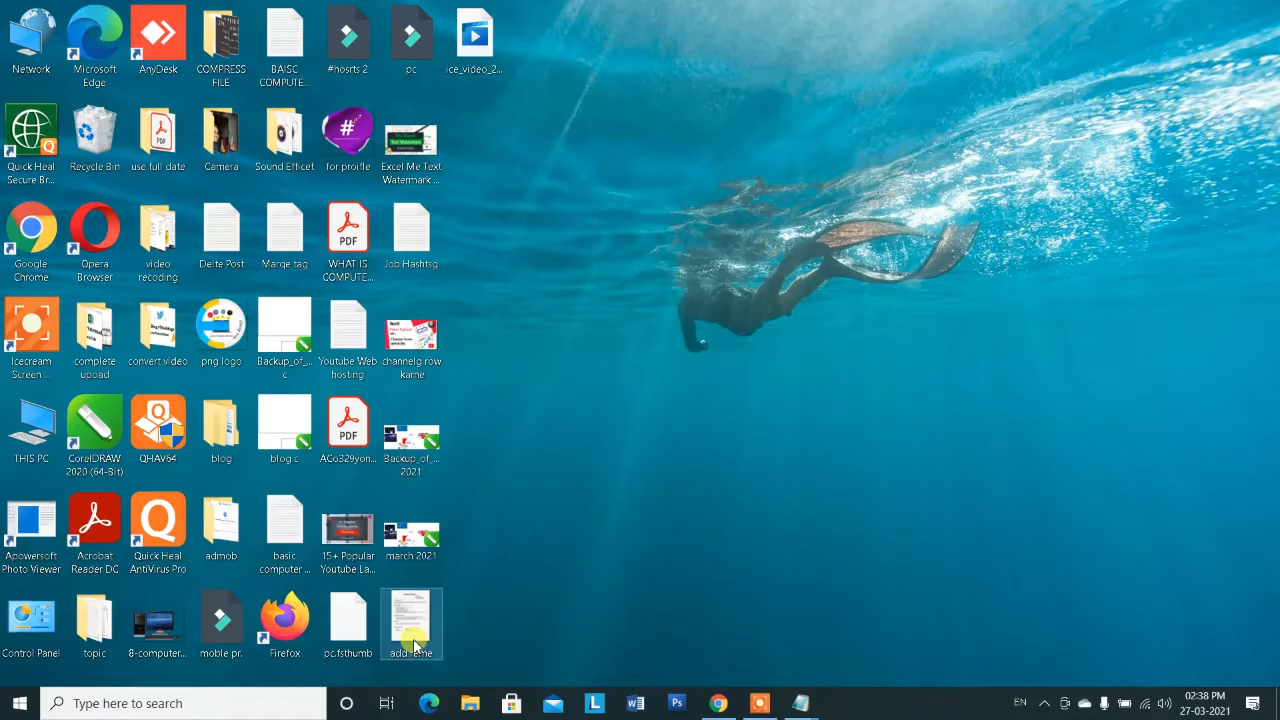 Network
Microsoft
Edge
AnyDesk
COMPRESS
FILE
BAISC
COMPUTE...
#hosrts 2
pc
ice_video_2...
Quick Heal
Secure Br...
Recycle Bin
use full date
Camera
Sound Efficet
for proifle
Excel Me Text
Watermark ...
Google
Chrome
Opera
Browser
video
recoding
Delte Post
Marqe tag
WHAT IS
COMPUTE...
Job Hashtsg
Icecream
Screen ...
complete
upoad
convert video
png logo
Backup_of_...
c
Youtube Web
hosting
channelg row
karne
THIS PC
CorelDRAW
2020 (64-Bit)
QHAV64
blog
blog c
ACo329yon...
Backup_of_...
2021
Apowersoft
Photo Viewer
Acrobat
Reader DC
Quick Heal
AntiVirus Pro
admob
basic
computer ...
15+ Popular
Youtube La...
march 2021
Control Panel
topic
8-computer...
moble pr.
Firefox
pc.fsthumb
Type here to search
EN
02:38 PM
27-03-2021